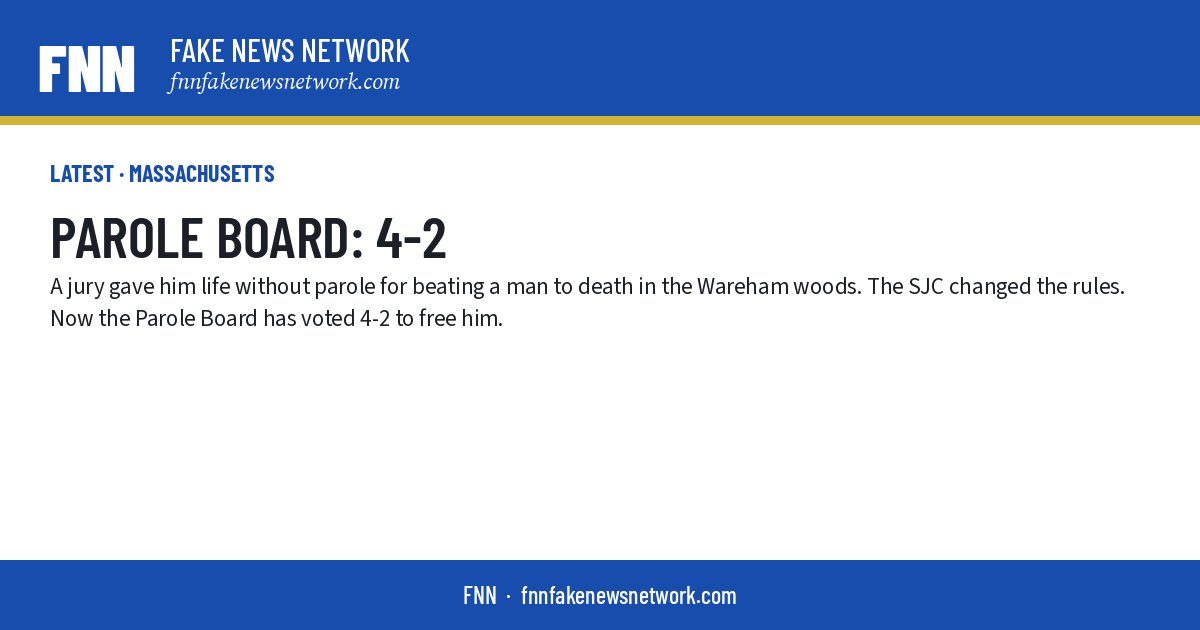 FNN
FAKE NEWS NETWORK
fnnfakenewsnetwork.com
LATEST · MASSACHUSETTS
PAROLE BOARD: 4-2
A jury gave him life without parole for beating a man to death in the Wareham woods. The SJC changed the rules.
Now the Parole Board has voted 4-2 to free him.
FNN · fnnfakenewsnetwork.com